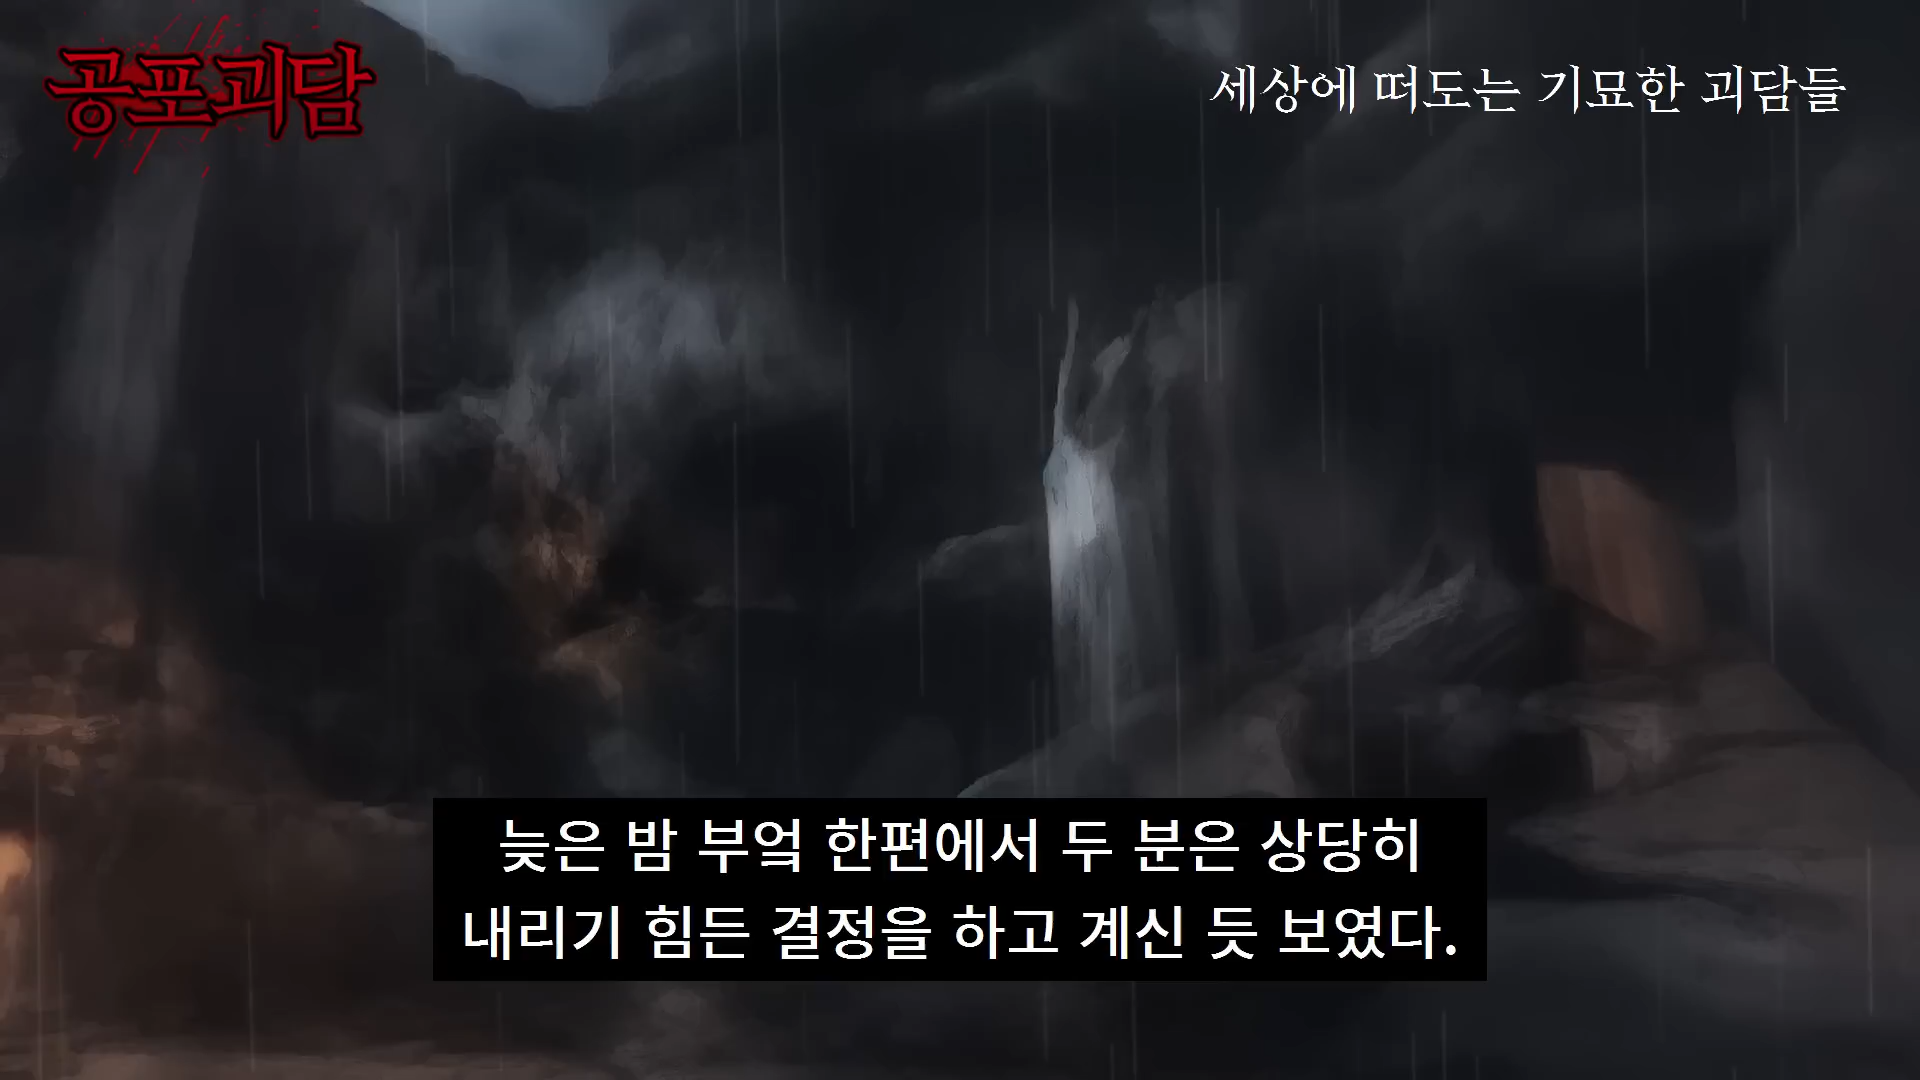 공포괴담
세상에 떠도는 기묘한 괴담들
늦은 밤 부엌 한편에서 두 분은 상당히
내리기 힘든 결정을 하고 계신 듯 보였다.